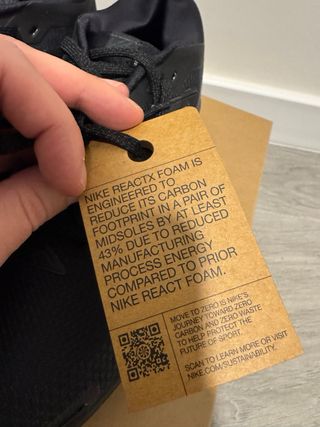 NIKE REACTX FOAM IS
ENGINEERED TO
REDUCE ITS CARBON
FOOTPRINT IN A PAIR OF
MIDSOLES BY AT LEAST
43% DUE TO REDUCED
MANUFACTURING
PROCESS ENERGY
COMPARED TO PRIOR
NIKE REACT FOAM.
MOVE TO ZERO IS NIKE'S
JOURNEY TOWARD ZERO
CARBON AND ZERO WASTE
TO HELP PROTECT THE
FUTURE OF SPORT.
SCAN TO LEARN MORE OR VISIT
NIKE.COM/SUSTAINABILITY.